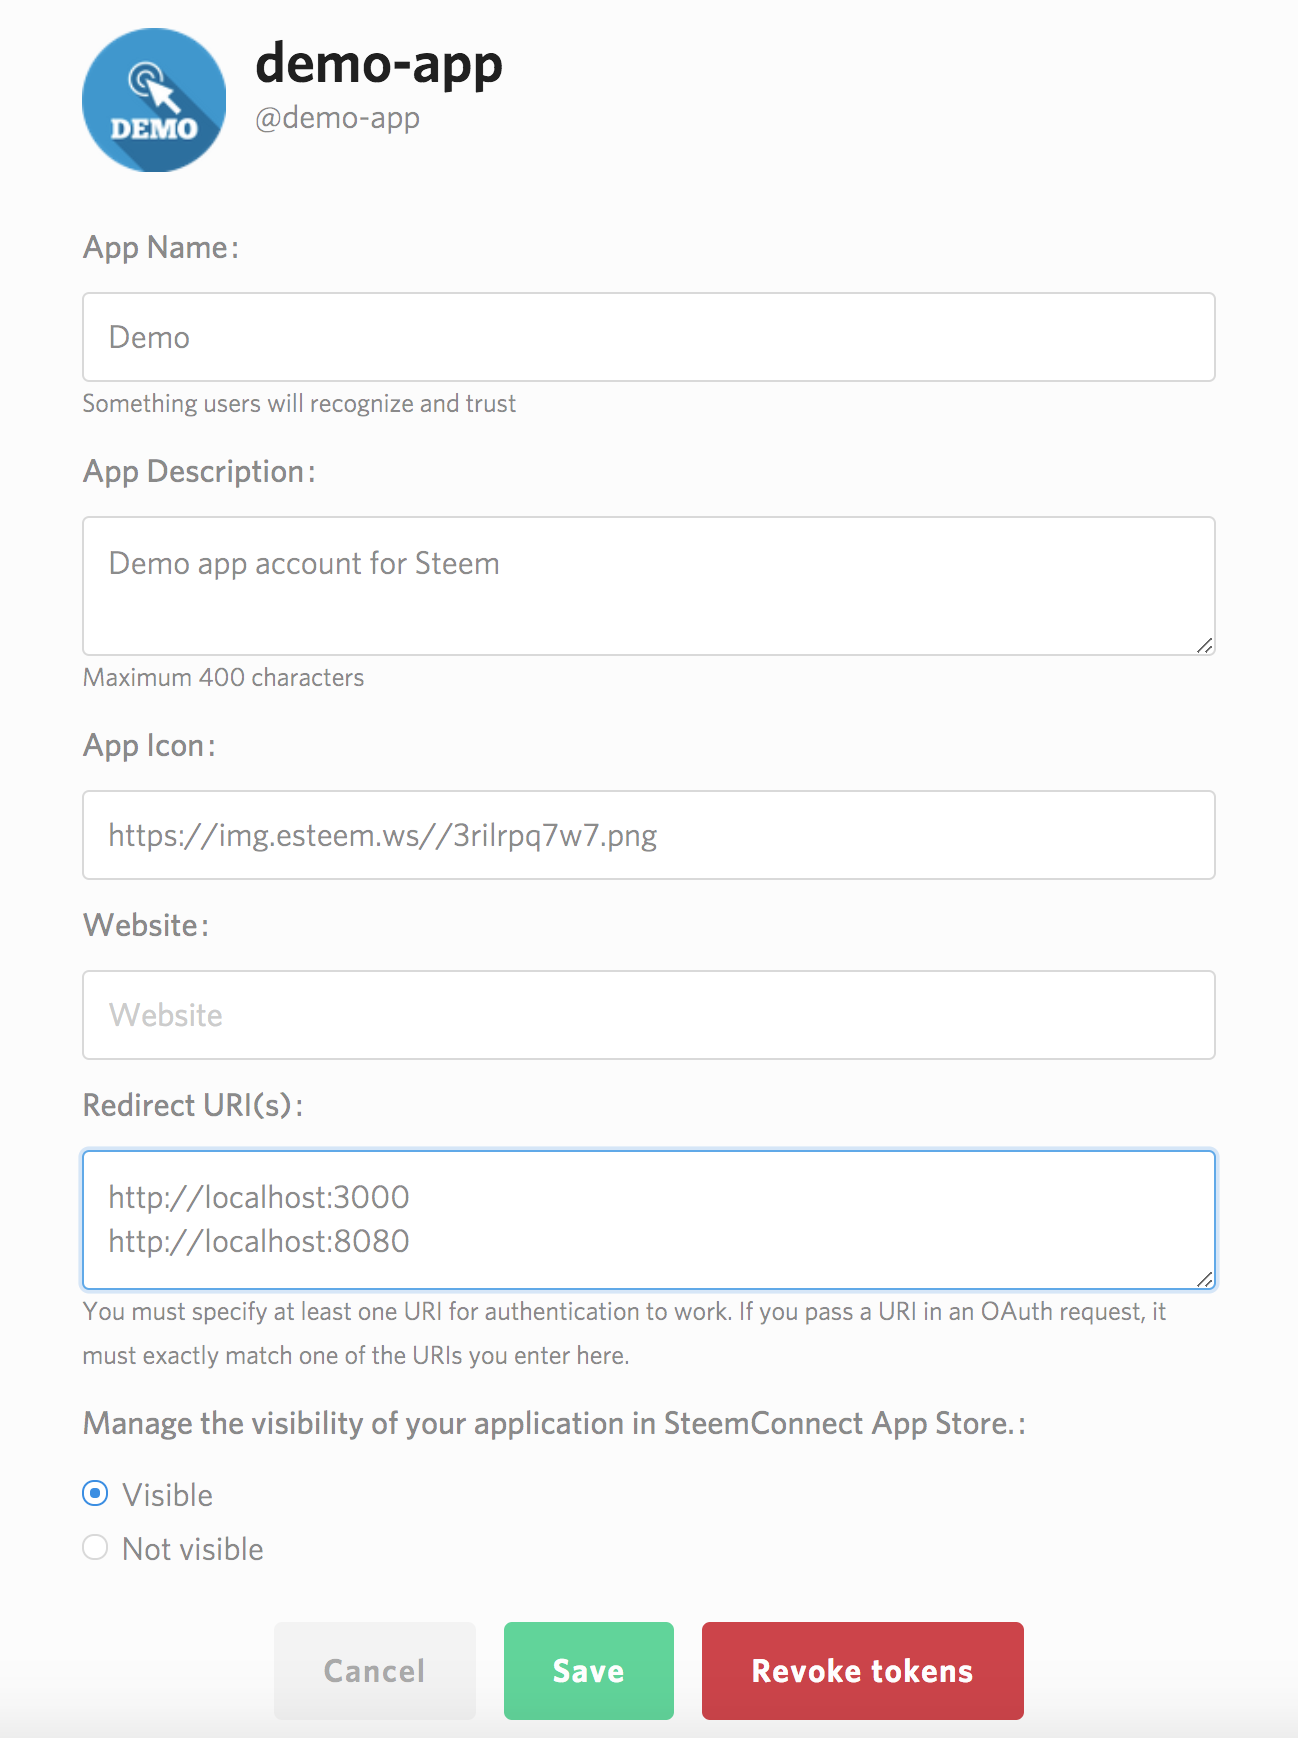 DEMO
demo-app
@demo-app
App Name:
Demo
Something users will recognize and trust
App Description:
Demo app account for Steem
Maximum 400 characters
App Icon:
https://img.esteem.ws//3rilrpq7w7.png
Website:
Website
Redirect URI(s):
http://localhost:3000
http://localhost:8080
You must specify at least one URI for authentication to work. If you pass a URI in an OAuth request, it
must exactly match one of the URIs you enter here.
Manage the visibility of your application in SteemConnect App Store.:
Visible
Not visible
Cancel
Save
Revoke tokens